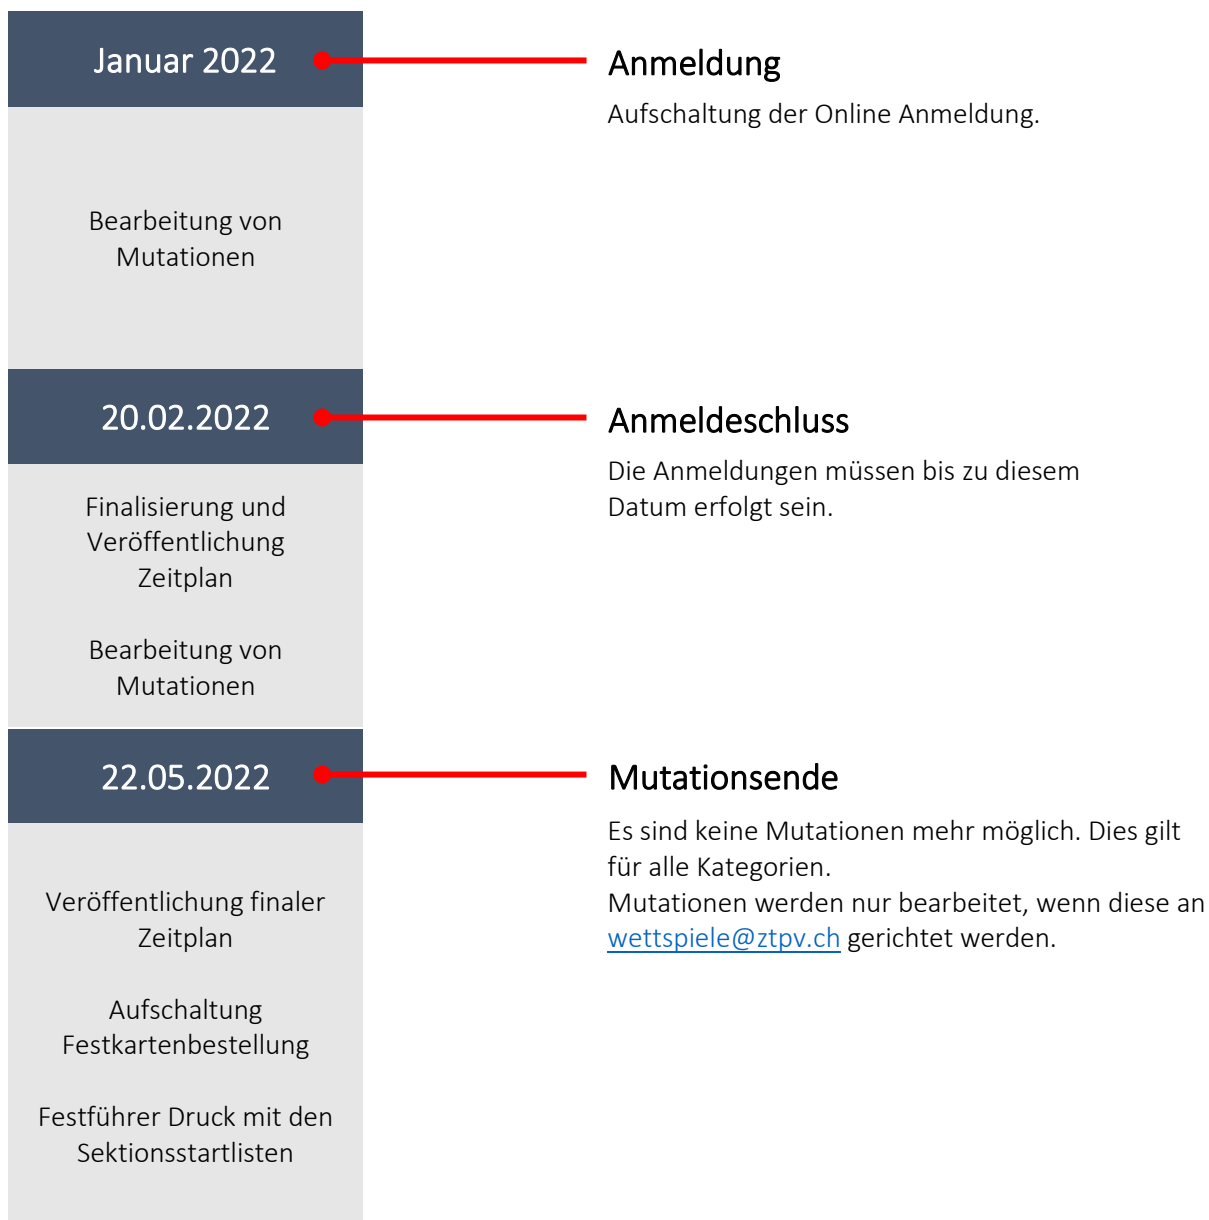 Januar 2022
Anmeldung
Aufschaltung der Online Anmeldung.
Bearbeitung von
Mutationen
20.02.2022
Anmeldeschluss
Die Anmeldungen müssen bis zu diesem
Datum erfolgt sein.
Finalisierung und
Veröffentlichung
Zeitplan
Bearbeitung von
Mutationen
22.05.2022
Mutationsende
Es sind keine Mutationen mehr möglich. Dies gilt
für alle Kategorien.
Mutationen werden nur bearbeitet, wenn diese an
wettspiele@ztpv.ch gerichtet werden.
Veröffentlichung finaler
Zeitplan
Aufschaltung
Festkartenbestellung
Festführer Druck mit den
Sektionsstartlisten